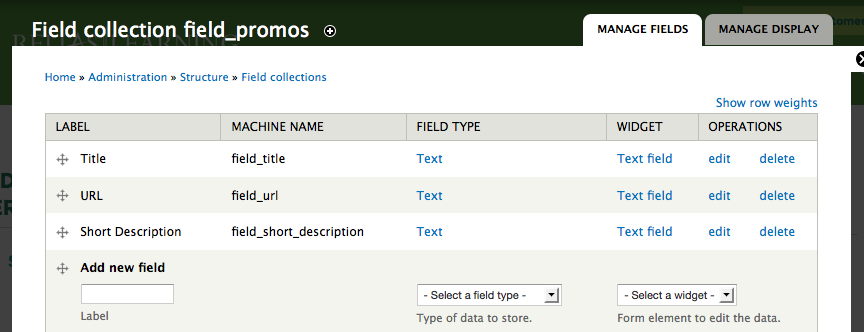 Field collection field_promos
MANAGE FIELDS
MANAGE DISPLAY
Home » Administration » Structure » Field collections
Show row weights
LABEL MACHINE NAME FIELD TYPE WIDGET OPERATIONS
Title field_title Text Text field edit delete
URL field_url Text Text field edit delete
Short Description field_short_description Text Text field edit delete
Add new field
- Select a field type - - Select a widget -
Label Type of data to store. Form element to edit the data.